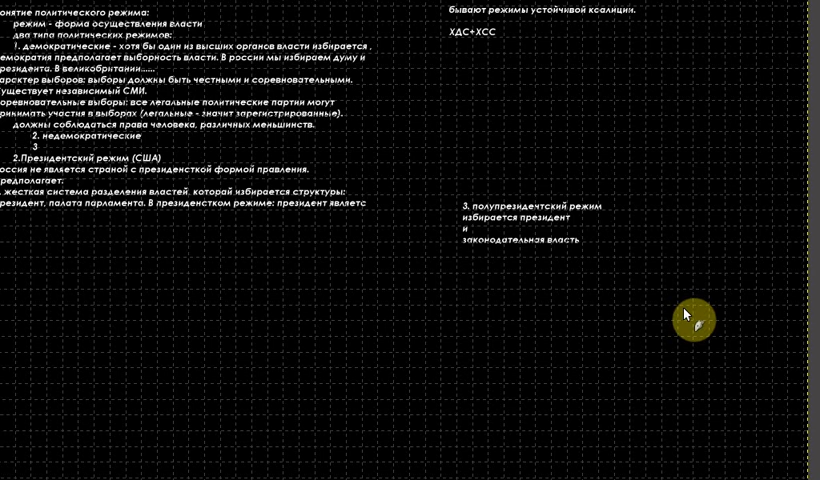 онятие политического режима:
режим - форма осуществления власти
два типа политических режимов:
1. демократические - хотя бы один из высших органов власти избирается .
емократия предполагает выборность власти. В россии мы избираем думу и
резидента. В великобритании......
арсктер выборов: выборы должны быть честными и соревновательными.
уществует независимый СМИ.
оревновательные выборы: все легальные политические партии могут
ринимать участия в выборах (легальные - значит зарегистрированные).
должны соблюдаться права человека, различных меньшинств.
2. недемократические
3
2.Президентский режим (США)
оссия не является страной с президенсткой формой правления.
редполагает:
. жесткая система разделения властей, которай избирается структуры:
резидент, палата парламента. В президенстком режиме: президент являетс
бывают режимы устойчивой коалиции.
ХДС+ХСС
3. полупрезидечтский режим
избирается президент
и
законодательная власть